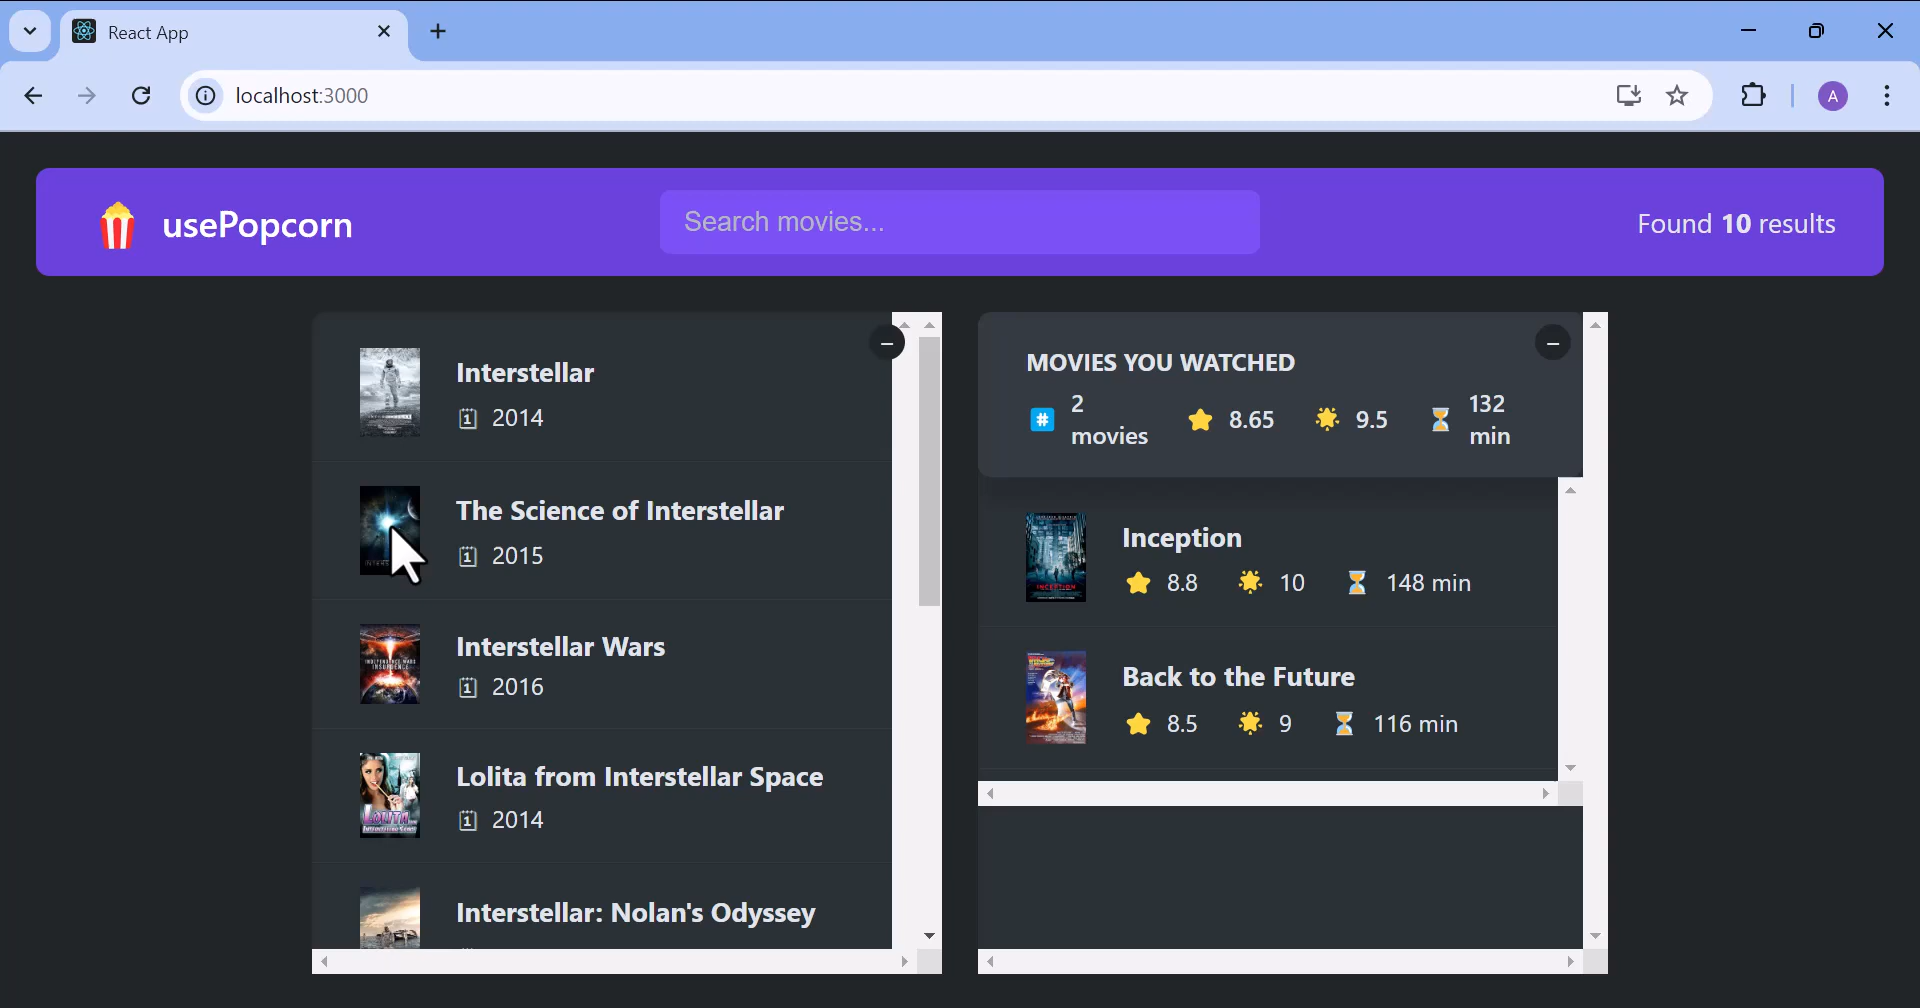 React App
localhost:3000
A
usePopcorn
Search movies...
Found 10 results
Interstellar
2014
The Science of Interstellar
2015
Interstellar Wars
2016
Lolita from Interstellar Space
2014
Interstellar: Nolan's Odyssey
MOVIES YOU WATCHED
2 movies
8.65
9.5
132 min
Inception
8.8
10
148 min
Back to the Future
8.5
9
116 min